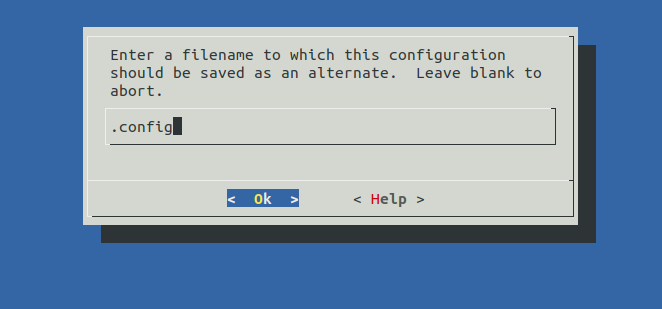 Enter a filename to which this configuration
should be saved as an alternate.  Leave blank to
abort.
.config
<  Ok  > < Help >